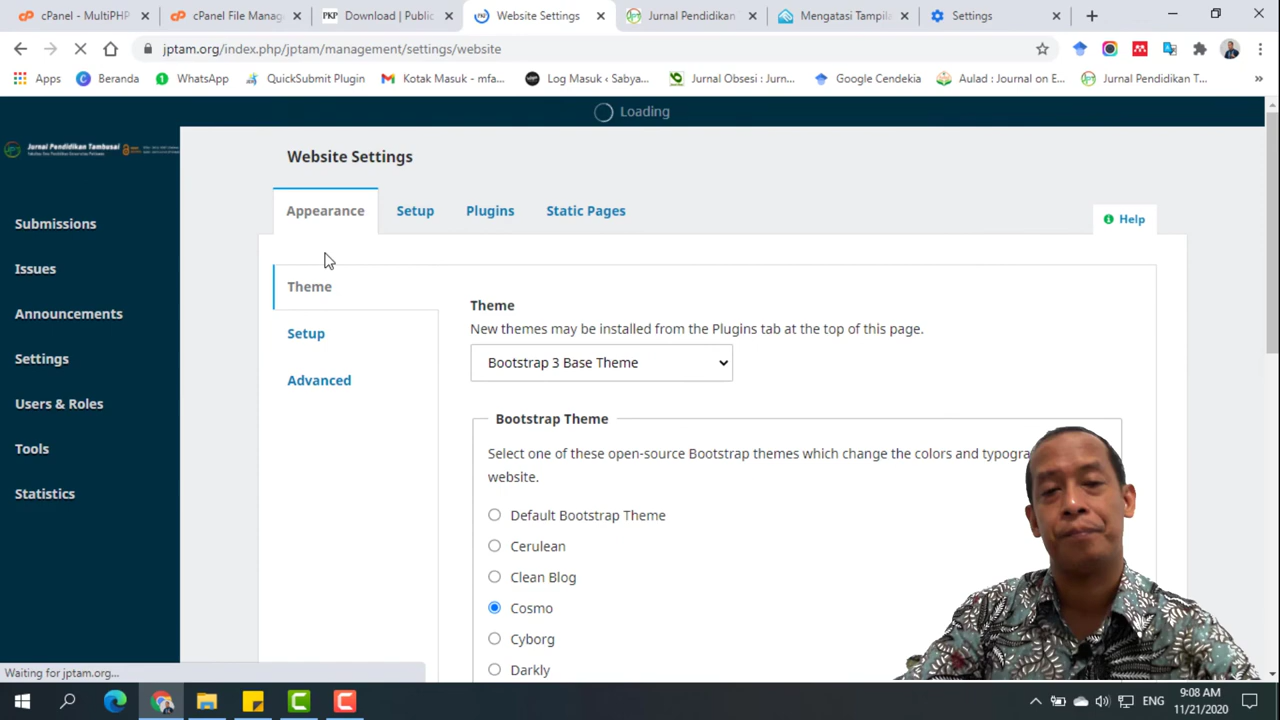 cPanel - MultiPHP
cPanel File Manag
PKP Download | Public
Website Settings
Jurnal Pendidikan
Mengatasi Tampila
Settings
jptam.org/index.php/jptam/management/settings/website
Apps
Beranda
WhatsApp
QuickSubmit Plugin
Kotak Masuk - mfa...
Log Masuk ‹ Sabya...
Jurnal Obsesi : Jurn...
Google Cendekia
Aulad : Journal on E...
Jurnal Pendidikan T...
Loading
Jurnal Pendidikan Tambusai
Website Settings
Appearance
Setup
Plugins
Static Pages
Help
Submissions
Issues
Announcements
Settings
Users & Roles
Tools
Statistics
Theme
Setup
Advanced
Theme
New themes may be installed from the Plugins tab at the top of this page.
Bootstrap 3 Base Theme
Bootstrap Theme
Select one of these open-source Bootstrap themes which change the colors and typogra
website.
Default Bootstrap Theme
Cerulean
Clean Blog
Cosmo
Cyborg
Darkly
Waiting for jptam.org...
ENG
9:08 AM
11/21/2020